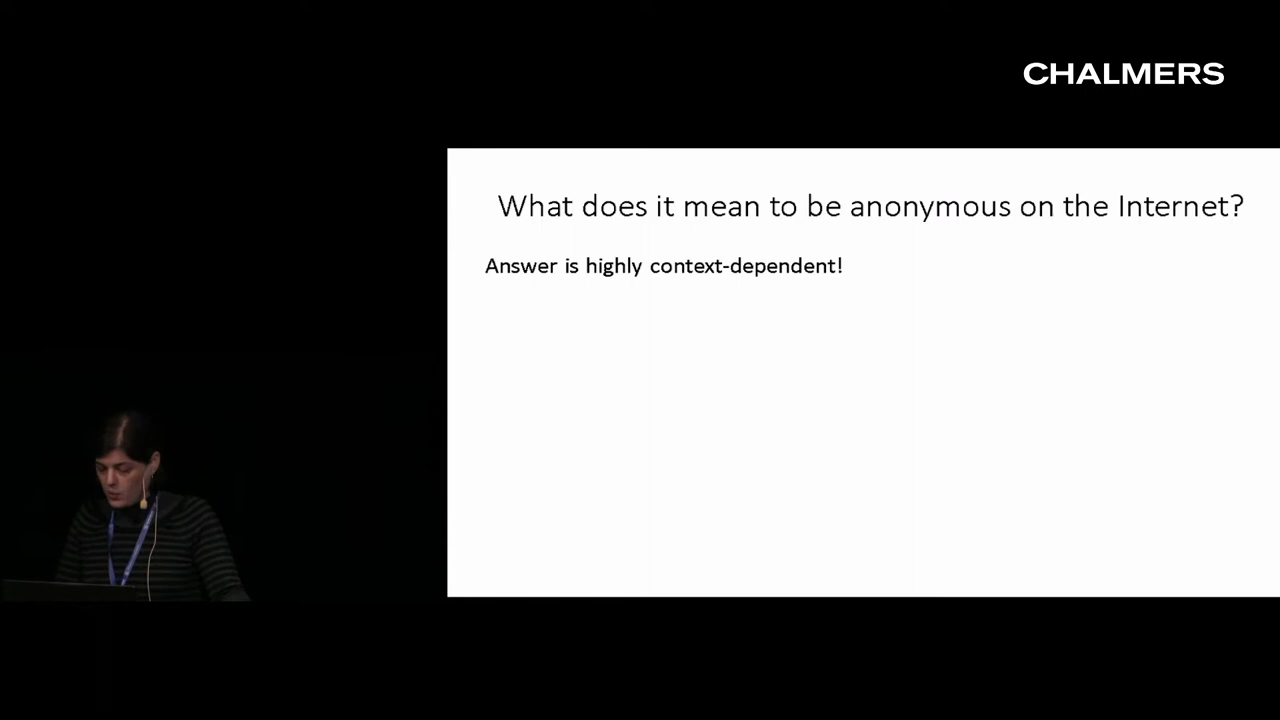 CHALMERS
What does it mean to be anonymous on the Internet?
Answer is highly context-dependent!